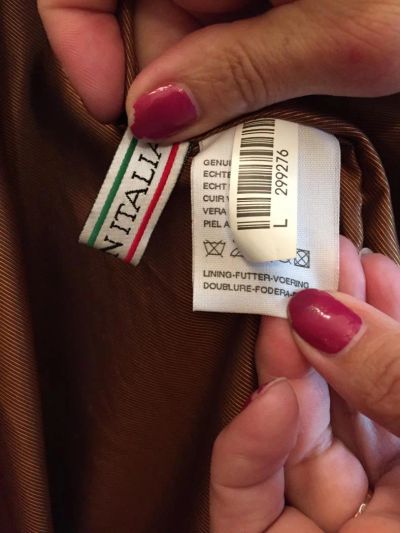 N ITALIA
GENU
ECHTE
ECHT
CUIR
VERA
PIEL
LINING-FUTTER-VOERING
DOUBLURE-FODERA-
L 299276